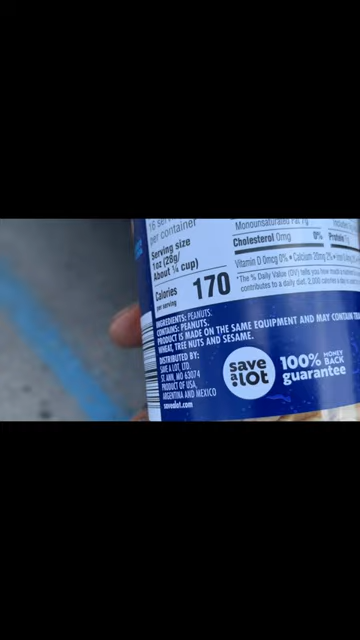 16 servings
per container
Serving size
1oz (28g/
About ¼ cup)
Calories
per serving
170
Monounsaturated Fat 7g
Cholesterol 0mg 0% Protein
Vitamin D 0mcg 0% • Calcium 20mg 2% •
*The % Daily Value (DV) tells you how much a nutrient
contributes to a daily diet. 2,000 calories a day
INGREDIENTS: PEANUTS.
CONTAINS: PEANUTS.
PRODUCT IS MADE ON THE SAME EQUIPMENT AND MAY CONTAIN
WHEAT, TREE NUTS AND SESAME.
DISTRIBUTED BY:
SAVE A LOT, LTD.
ST. ANN, MO 63074
PRODUCT OF USA,
ARGENTINA AND MEXICO
savealot.com
save
a
lot
100% MONEY BACK
guarantee